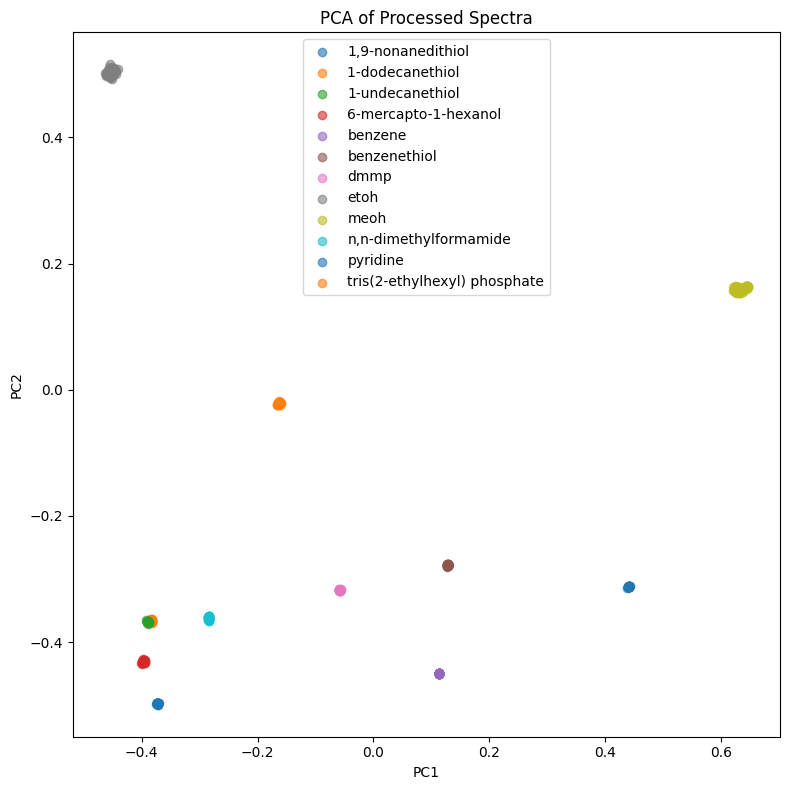 PCA of Processed Spectra
1,9-nonanedithiol
1-dodecanethiol
1-undecanethiol
6-mercapto-1-hexanol
benzene
benzenethiol
dmmp
etoh
meoh
n,n-dimethylformamide
pyridine
tris(2-ethylhexyl) phosphate
PC2
0.4
0.2
0.0
−0.2
−0.4
−0.4
−0.2
0.0
0.2
0.4
0.6
PC1